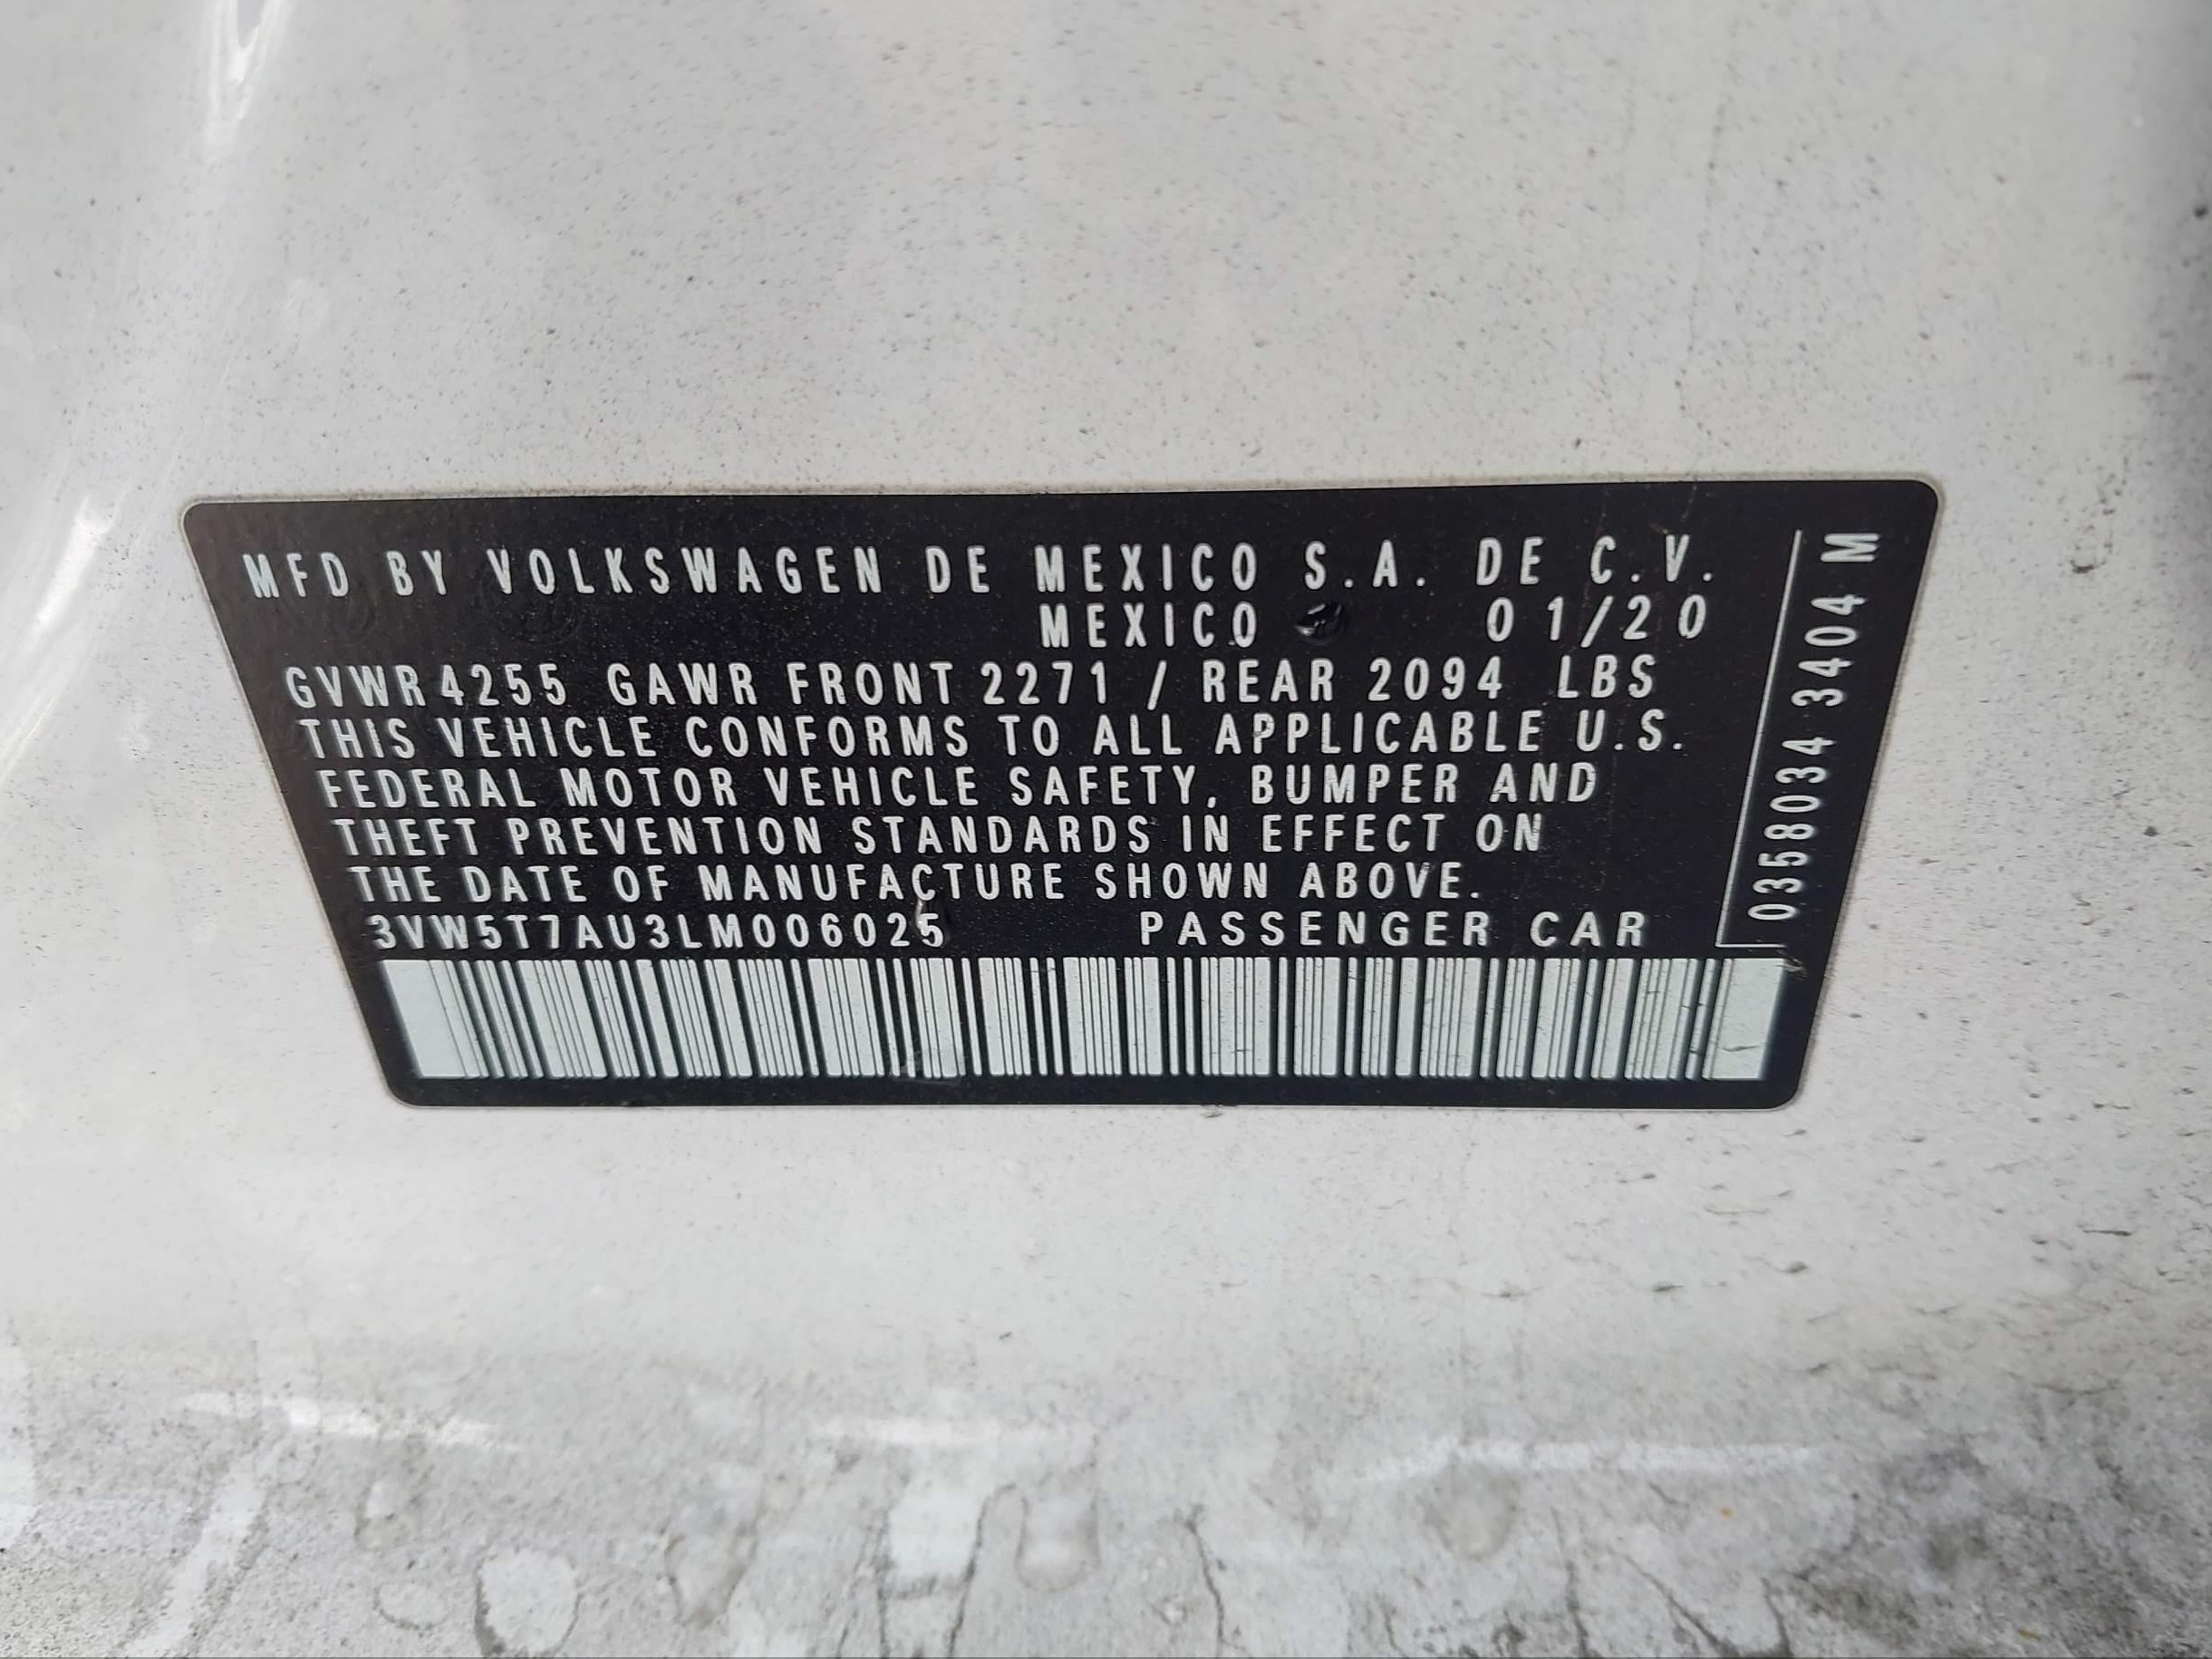 MFD BY VOLKSWAGEN DE MEXICO S.A. DE C.V.
MEXICO 01/20
GVWR 4255 GAWR FRONT 2271 / REAR 2094 LBS
THIS VEHICLE CONFORMS TO ALL APPLICABLE U.S.
FEDERAL MOTOR VEHICLE SAFETY, BUMPER AND
THEFT PREVENTION STANDARDS IN EFFECT ON
THE DATE OF MANUFACTURE SHOWN ABOVE.
3VW5T7AU3LM006025 PASSENGER CAR
0358034 3404 M